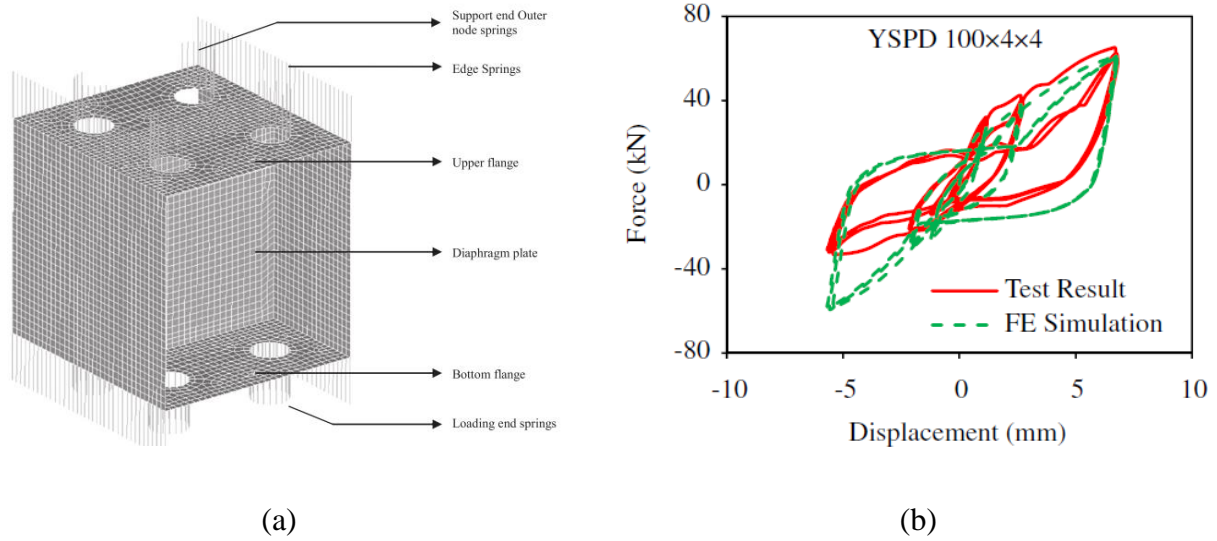 Support end Outer
node springs
Edge Springs
Upper flange
Diaphragm plate
Bottom flange
Loading end springs
(a)
80
40
0
-40
-80
Force (kN)
YSPD 100×4×4
Test Result
FE Simulation
-10
-5
0
5
10
Displacement (mm)
(b)